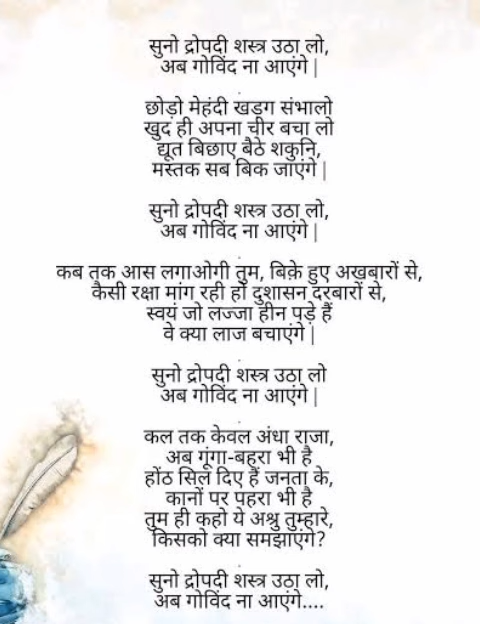 सुनो द्रोपदी शस्त्र उठा लो,
अब गोविंद ना आएंगे |
छोड़ो मेहंदी खड़ग संभालो
खुद ही अपना चीर बचा लो
द्यूत बिछाए बैठे शकुनि,
मस्तक सब बिक जाएंगे |
सुनो द्रोपदी शस्त्र उठा लो,
अब गोविंद ना आएंगे |
कब तक आस लगाओगी तुम, बिक़े हुए अखबारों से,
कैसी रक्षा मांग रही हो दुशासन दरबारों से,
स्वयं जो लज्जा हीन पड़े हैं
वे क्या लाज बचाएंगे |
सुनो द्रोपदी शस्त्र उठा लो
अब गोविंद ना आएंगे |
कल तक केवल अंधा राजा,
अब गूंगा-बहरा भी है
होंठ सिल दिए हैं जनता के,
कानों पर पहरा भी है
तुम ही कहो ये अश्रु तुम्हारे,
किसको क्या समझाएंगे?
सुनो द्रोपदी शस्त्र उठा लो,
अब गोविंद ना आएंगे....